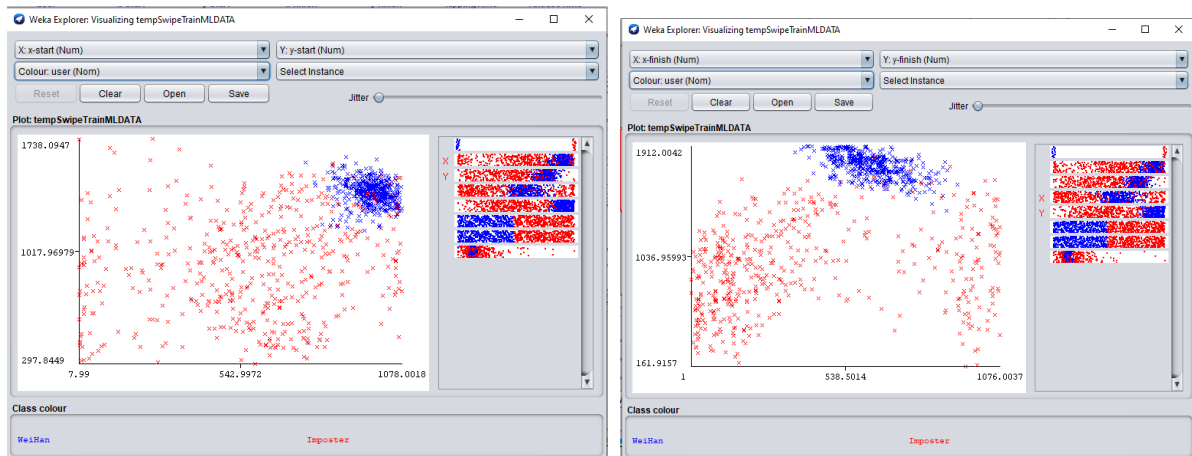 Weka Explorer: Visualizing tempSwipeTrainMLDATA
X: x-start (Num)
Y: y-start (Num)
Colour: user (Nom)
Select Instance
Reset
Clear
Open
Save
Jitter
Plot: tempSwipeTrainMLDATA
1738.0947
1017.96979
297.8449
7.99
542.9972
1078.0018
X
Y
Class colour
WeiHan
Imposter
Weka Explorer: Visualizing tempSwipeTrainMLDATA
X: x-finish (Num)
Y: y-finish (Num)
Colour: user (Nom)
Select Instance
Reset
Clear
Open
Save
Jitter
Plot: tempSwipeTrainMLDATA
1912.0042
1036.95993
161.9157
1
538.5014
1076.0037
X
Y
Class colour
WeiHan
Imposter